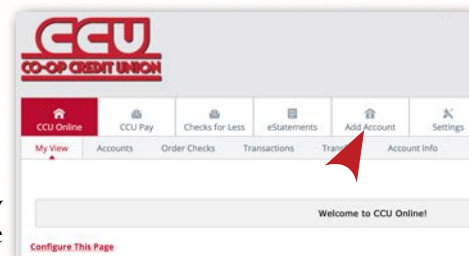 CCU
CO-OP CREDIT UNION
CCU Online
CCU Pay
Checks for Less
eStatements
Add Account
Settings
My View
Accounts
Order Checks
Transactions
Account Info
Welcome to CCU Online!
Configure This Page